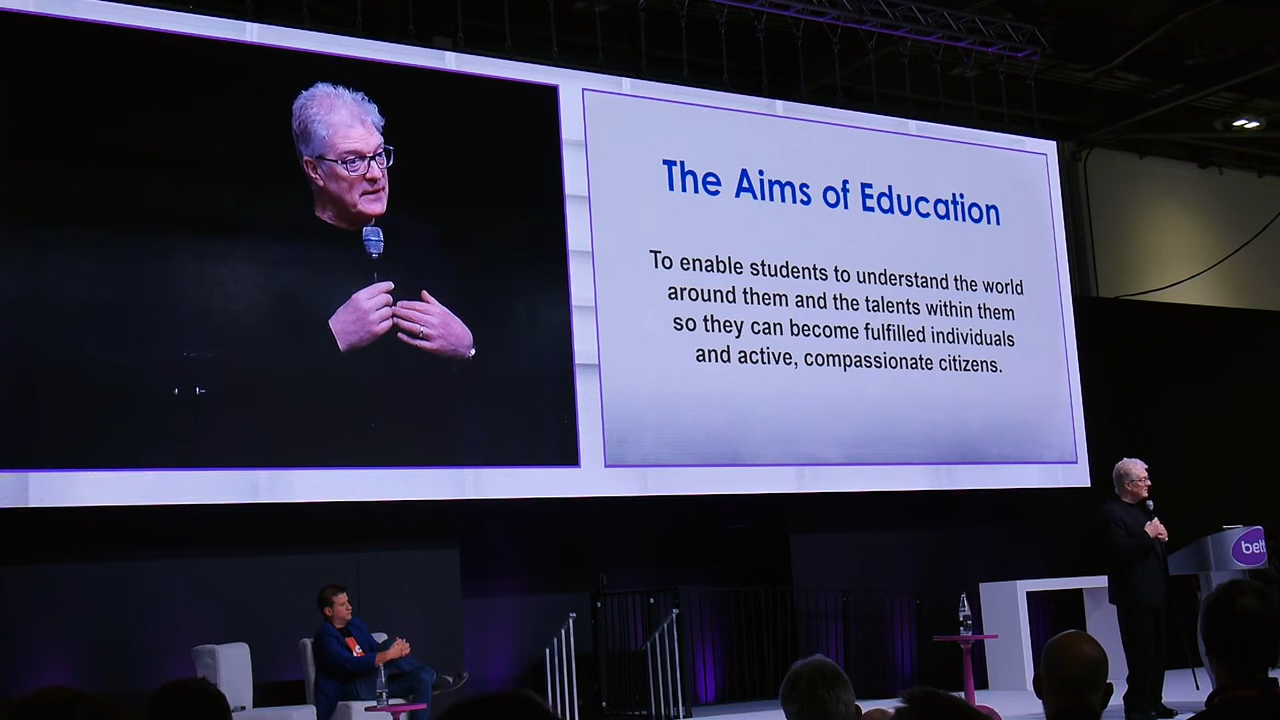 The Aims of Education
To enable students to understand the world
around them and the talents within them
so they can become fulfilled individuals
and active, compassionate citizens.
bett